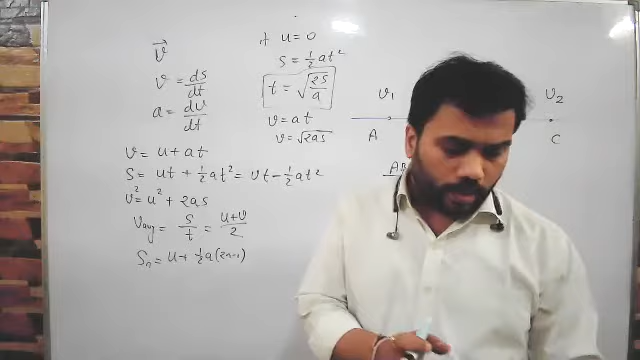 v⃗
v = ds/dt
a = dv/dt
v = u + at
s = ut + ½at² = vt - ½at²
v² = u² + 2as
Vavg = s/t = (u+v)/2
Sn = u + ½a(2n-1)
If u = 0
s = ½at²
t = √(2s/a)
v = at
v = √2as
v1 v2
A C
AB